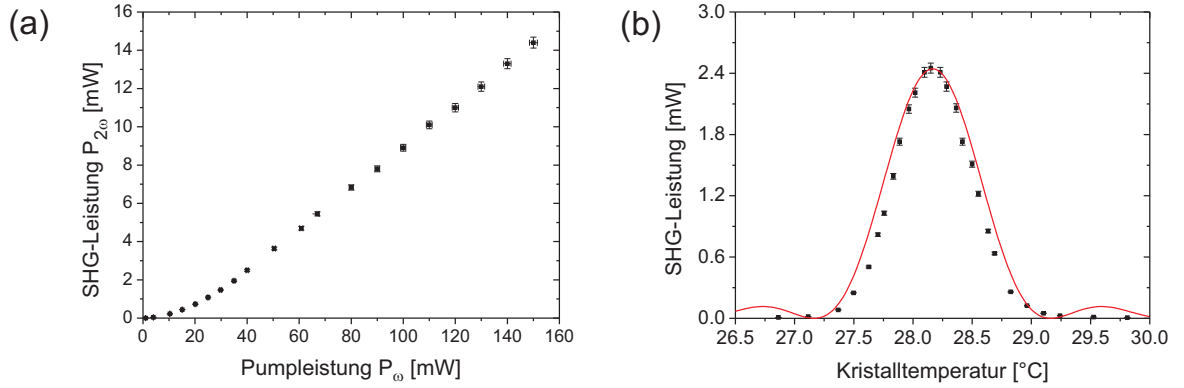 (a)
16
14
12
10
8
6
4
2
0
0 20 40 60 80 100 120 140 160
SHG-Leistung P2ω [mW]
Pumpleistung Pω [mW]
(b)
3.0
2.4
1.8
1.2
0.6
0.0
26.5 27.0 27.5 28.0 28.5 29.0 29.5 30.0
SHG-Leistung [mW]
Kristalltemperatur [°C]